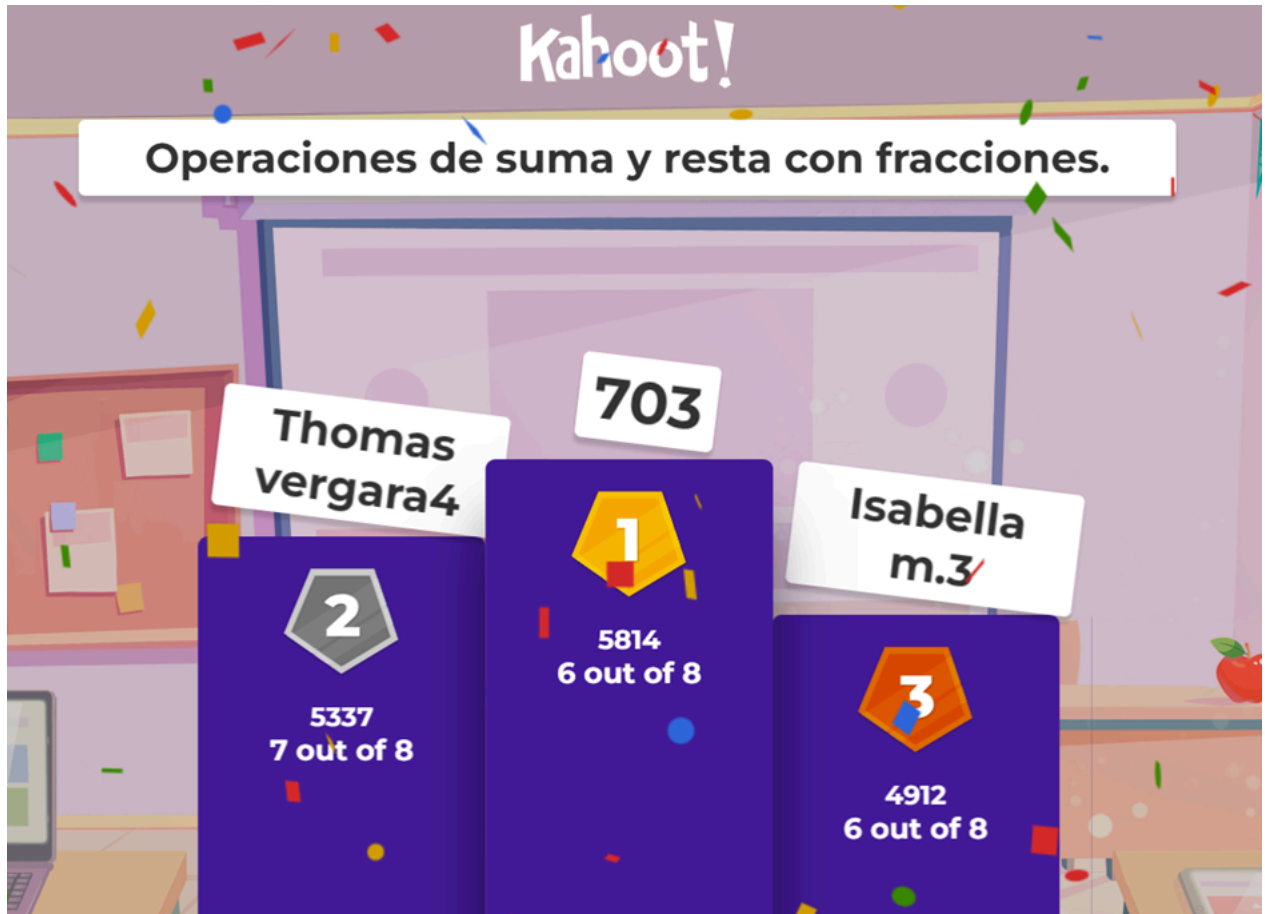 Kahoot!
Operaciones de suma y resta con fracciones.
703
Thomas
vergara4
Isabella
m.3
1
5814
6 out of 8
2
5337
7 out of 8
3
4912
6 out of 8